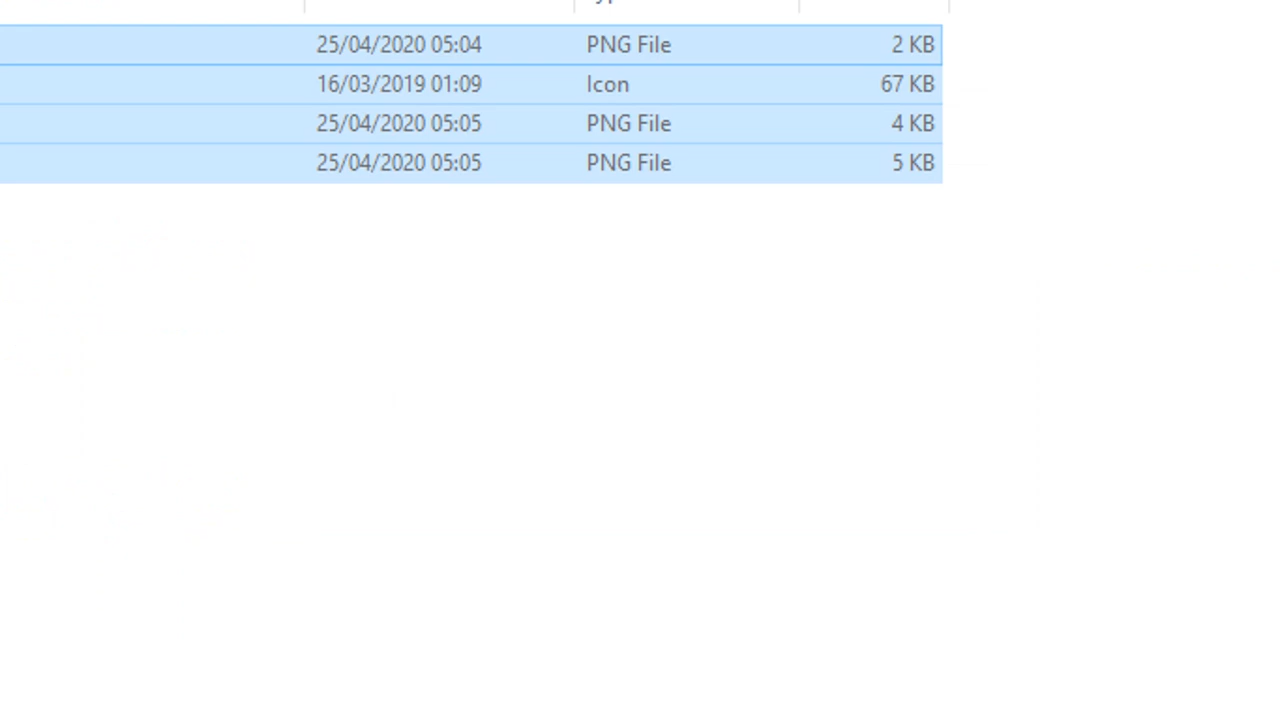 25/04/2020 05:04 PNG File 2 KB
16/03/2019 01:09 Icon 67 KB
25/04/2020 05:05 PNG File 4 KB
25/04/2020 05:05 PNG File 5 KB